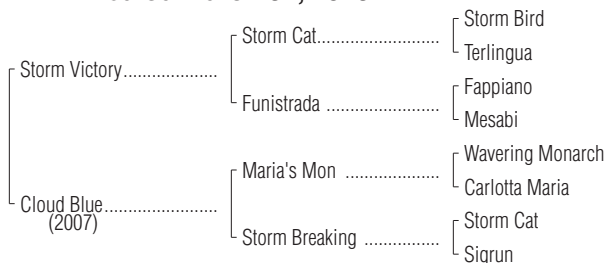 Storm Bird
Storm Cat........................
Terlingua
Storm Victory..................
Fappiano
Funistrada ......................
Mesabi
Wavering Monarch
Maria's Mon ..................
Carlotta Maria
Cloud Blue.....................
(2007)
Storm Cat
Storm Breaking ..............
Sigrun